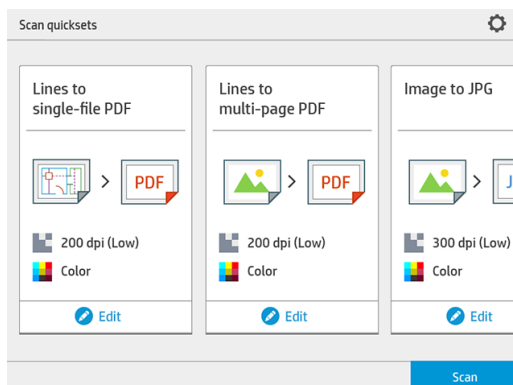 Scan quicksets
Lines to
single-file PDF
PDF
200 dpi (Low)
Color
Edit
Lines to
multi-page PDF
PDF
200 dpi (Low)
Color
Edit
Image to JPG
J
300 dpi (Low)
Color
Edit
Scan